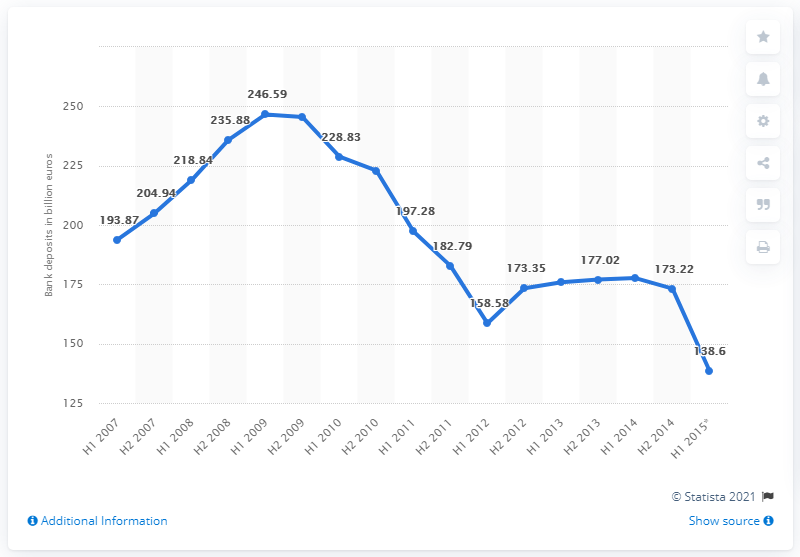 Bank deposits in billion euros
250
225
200
175
150
125
193.87
204.94
218.84
235.88
246.59
228.83
197.28
182.79
158.58
173.35
177.02
173.22
138.6
H1 2007
H2 2007
H1 2008
H2 2008
H1 2009
H2 2009
H1 2010
H2 2010
H1 2011
H2 2011
H1 2012
H2 2012
H1 2013
H2 2013
H1 2014
H2 2014
H1 2015*
© Statista 2021
Additional Information
Show source